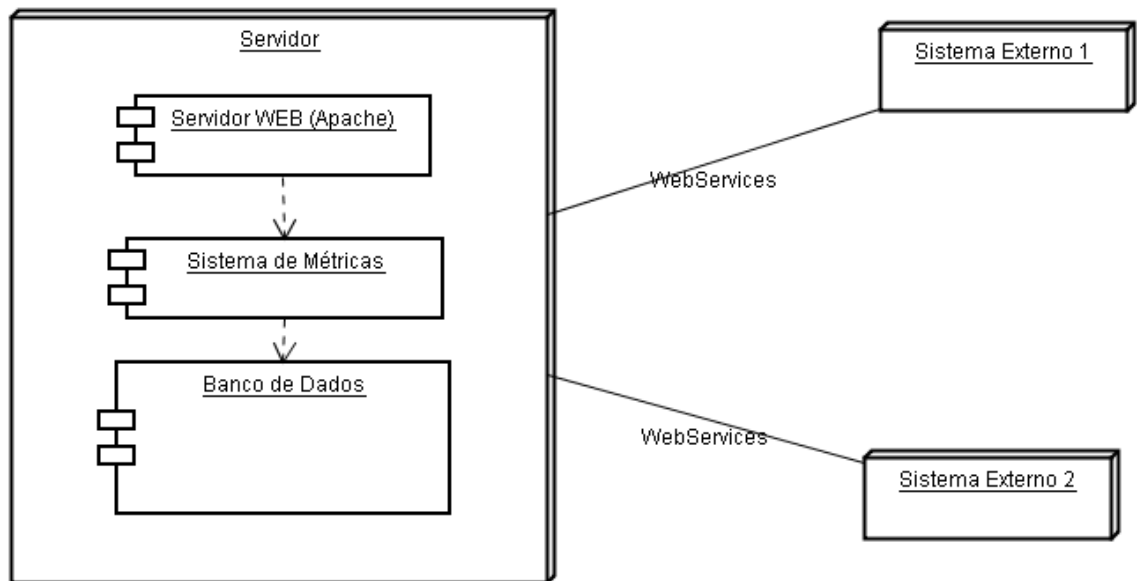 Servidor
Servidor WEB (Apache)
Sistema de Métricas
Banco de Dados
Sistema Externo 1
WebServices
WebServices
Sistema Externo 2